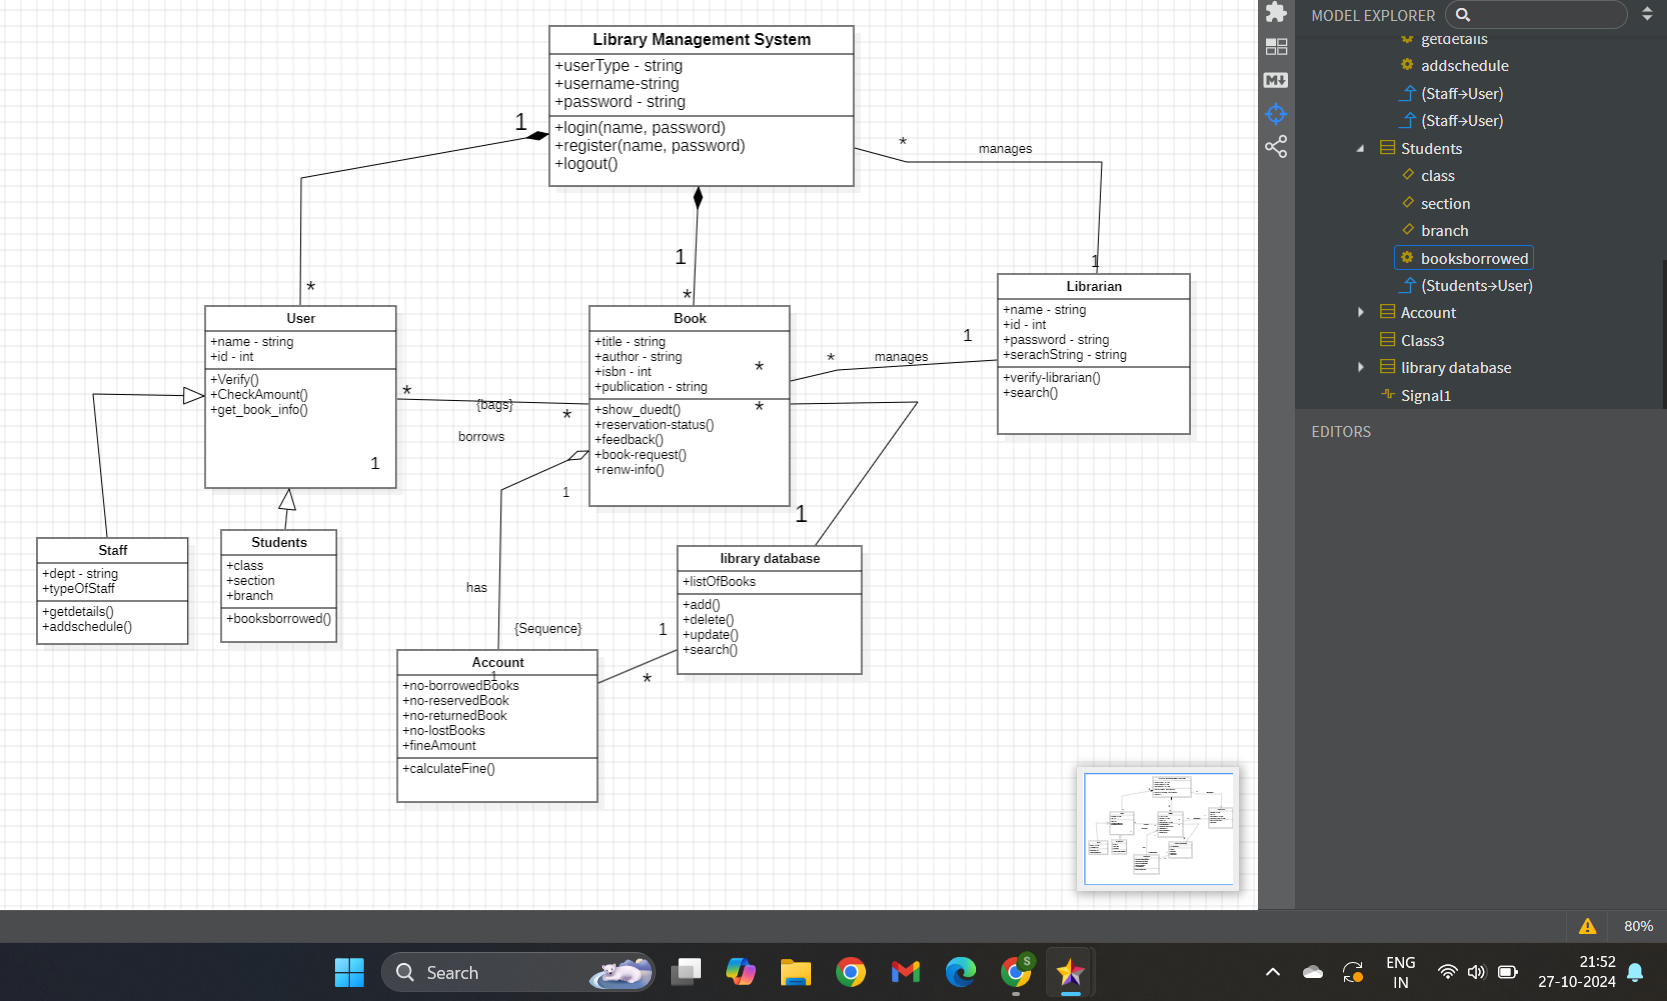 Library Management System
+userType - string
+username-string
+password - string
+login(name, password)
+register(name, password)
+logout()
1
*
manages
1
*
1
*
User
+name - string
+id - int
+Verify()
+CheckAmount()
+get_book_info()
1
Book
+title - string
+author - string
+isbn - int
+publication - string
+show_duedt()
+reservation-status()
+feedback()
+book-request()
+renw-info()
*
*
Librarian
+name - string
+id - int
+password - string
+serachString - string
+verify-librarian()
+search()
1
manages
*
1
*
{bags}
*
borrows
1
1
Staff
+dept - string
+typeOfStaff
+getdetails()
+addschedule()
Students
+class
+section
+branch
+booksborrowed()
library database
+listOfBooks
+add()
+delete()
+update()
+search()
has
{Sequence}
1
*
Account
1
+no-borrowedBooks
+no-reservedBook
+no-returnedBook
+no-lostBooks
+fineAmount
+calculateFine()
MODEL EXPLORER
getdetails
addschedule
(Staff→User)
(Staff→User)
Students
class
section
branch
booksborrowed
(Students→User)
Account
Class3
library database
Signal1
EDITORS
M
80%
Search
S
ENG
IN
21:52
27-10-2024